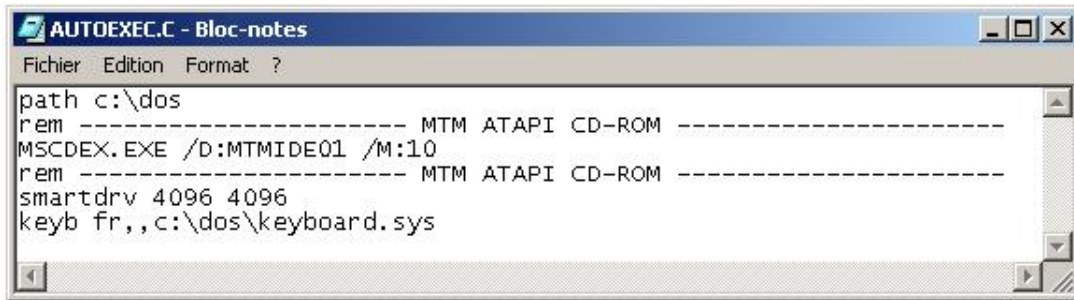 AUTOEXEC.C - Bloc-notes
Fichier Edition Format ?
path c:\dos
rem ---------------------- MTM ATAPI CD-ROM ----------------------
MSCDEX.EXE /D:MTMIDE01 /M:10
rem ---------------------- MTM ATAPI CD-ROM ----------------------
smartdrv 4096 4096
keyb fr,,c:\dos\keyboard.sys